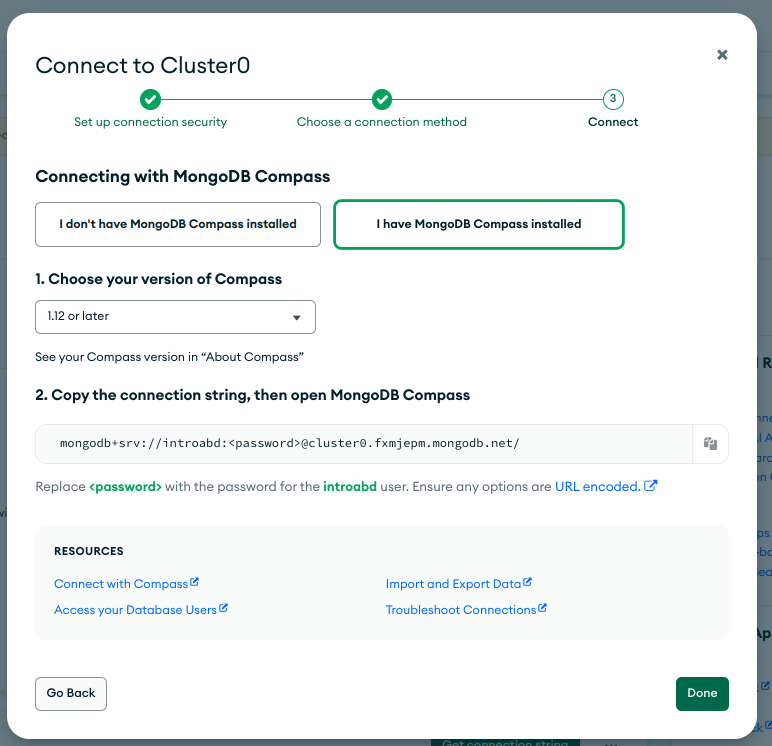 Connect to Cluster0
Set up connection security
Choose a connection method
3
Connect
Connecting with MongoDB Compass
I don't have MongoDB Compass installed
I have MongoDB Compass installed
1. Choose your version of Compass
1.12 or later
See your Compass version in “About Compass”
2. Copy the connection string, then open MongoDB Compass
mongodb+srv://introabd:<password>@cluster0.fxmjepm.mongodb.net/
Replace <password> with the password for the introabd user. Ensure any options are URL encoded.
RESOURCES
Connect with Compass
Import and Export Data
Access your Database Users
Troubleshoot Connections
Go Back
Done
Get connection string